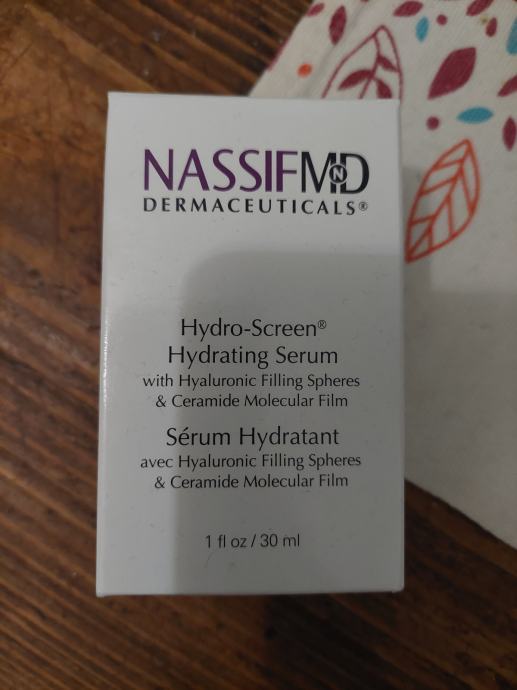 NASSIFMD
DERMACEUTICALS®
Hydro-Screen®
Hydrating Serum
with Hyaluronic Filling Spheres
& Ceramide Molecular Film
Sérum Hydratant
avec Hyaluronic Filling Spheres
& Ceramide Molecular Film
1 fl oz / 30 ml